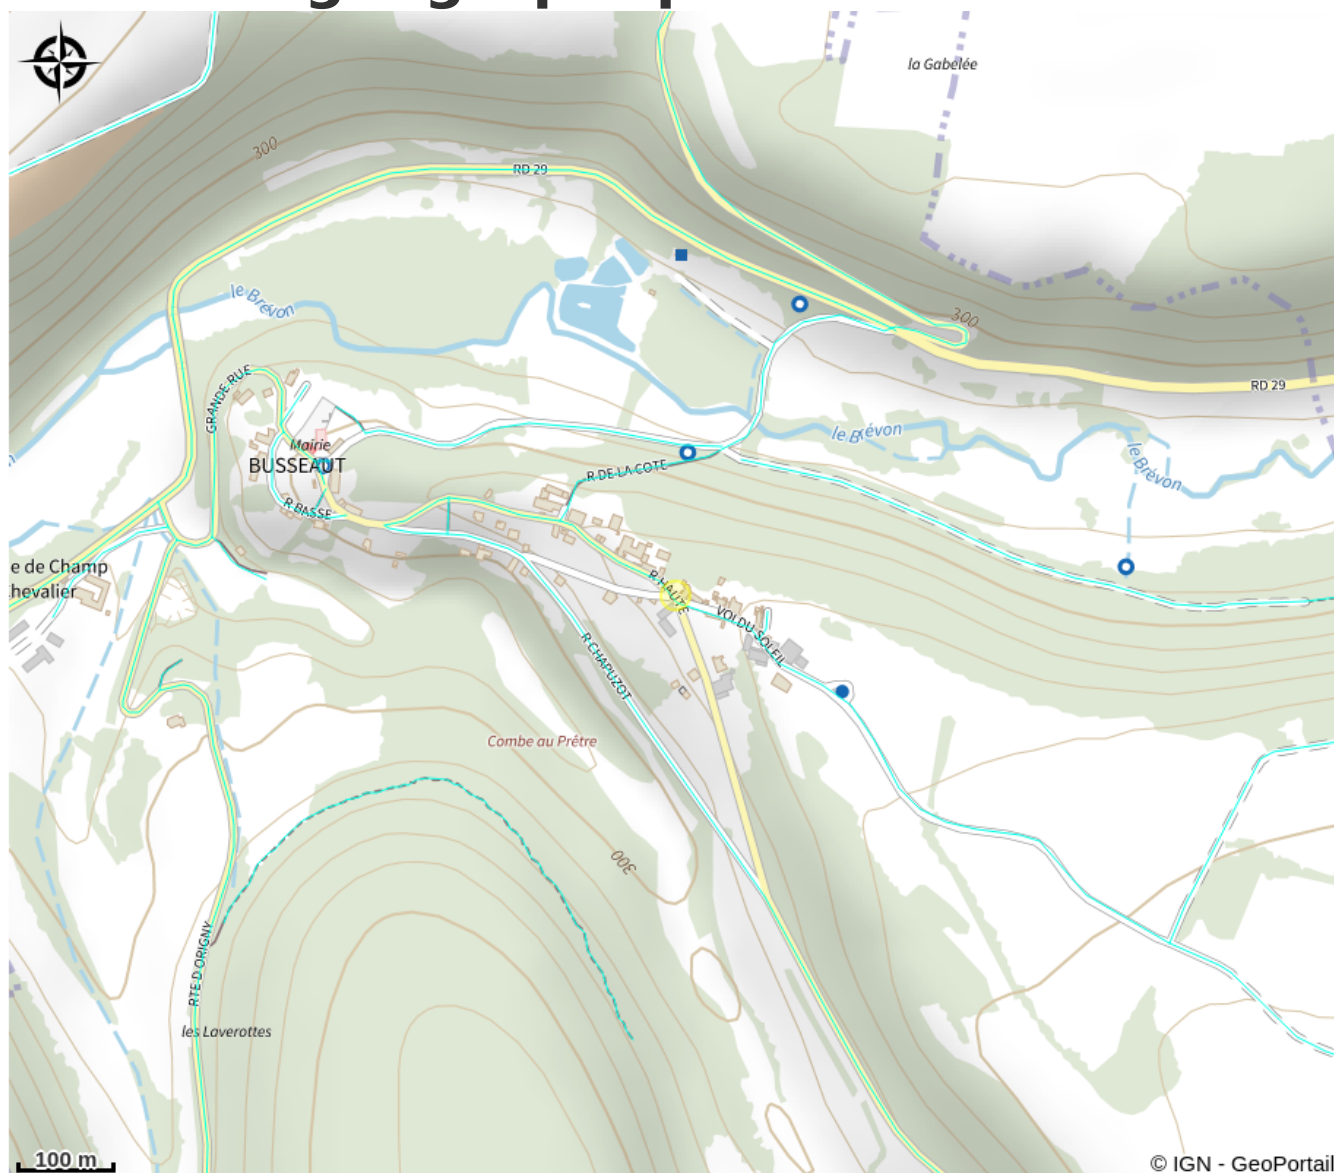 la Gabelée
300
RD 29
le Brévon
300
RD 29
GRANDE RUE
le Brévon
Mairie
BUSSEAUT
le Brévon
R DE LA COTE
R BASSE
e de Champ
hevalier
R HAUTE
VOI DU SOLEIL
R CHAPUZOT
Combe au Prêtre
300
RTE D ORIGNY
les Laverottes
100 m
© IGN - GeoPortail